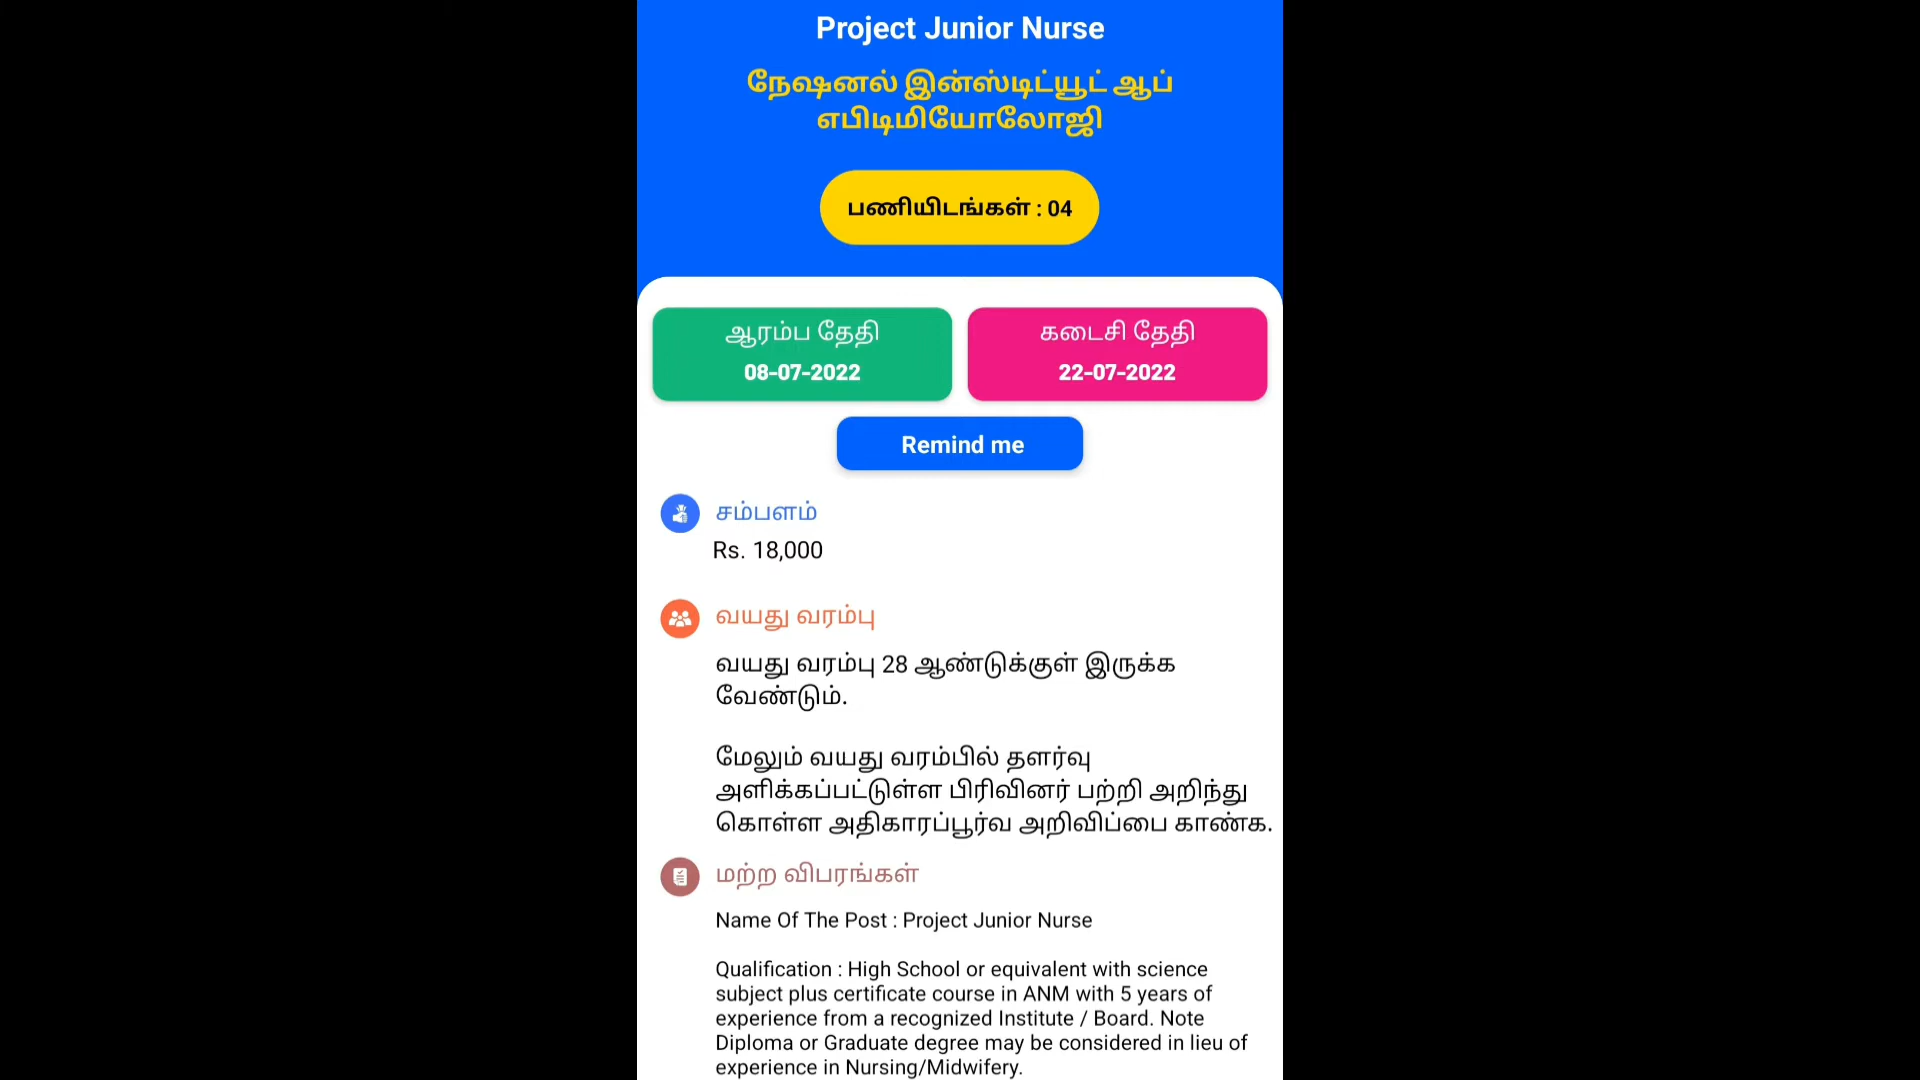 Project Junior Nurse
நேஷனல் இன்ஸ்டிட்யூட் ஆப்
எபிடிமியோலோஜி
பணியிடங்கள் : 04
ஆரம்ப தேதி
08-07-2022
கடைசி தேதி
22-07-2022
Remind me
சம்பளம்
Rs. 18,000
வயது வரம்பு
வயது வரம்பு 28 ஆண்டுக்குள் இருக்க
வேண்டும்.
மேலும் வயது வரம்பில் தளர்வு
அளிக்கப்பட்டுள்ள பிரிவினர் பற்றி அறிந்து
கொள்ள அதிகாரப்பூர்வ அறிவிப்பை காண்க.
மற்ற விபரங்கள்
Name Of The Post : Project Junior Nurse
Qualification : High School or equivalent with science
subject plus certificate course in ANM with 5 years of
experience from a recognized Institute / Board. Note
Diploma or Graduate degree may be considered in lieu of
experience in Nursing/Midwifery.